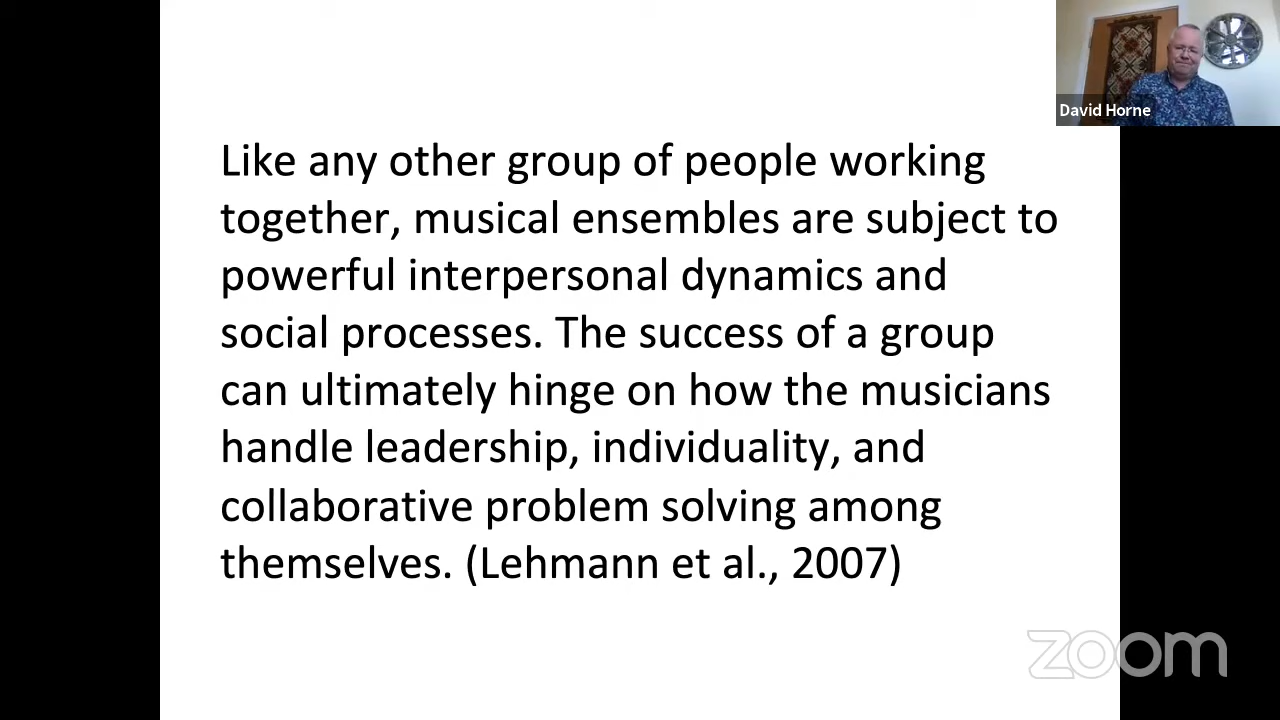 David Horne
Like any other group of people working
together, musical ensembles are subject to
powerful interpersonal dynamics and
social processes. The success of a group
can ultimately hinge on how the musicians
handle leadership, individuality, and
collaborative problem solving among
themselves. (Lehmann et al., 2007)
zoom